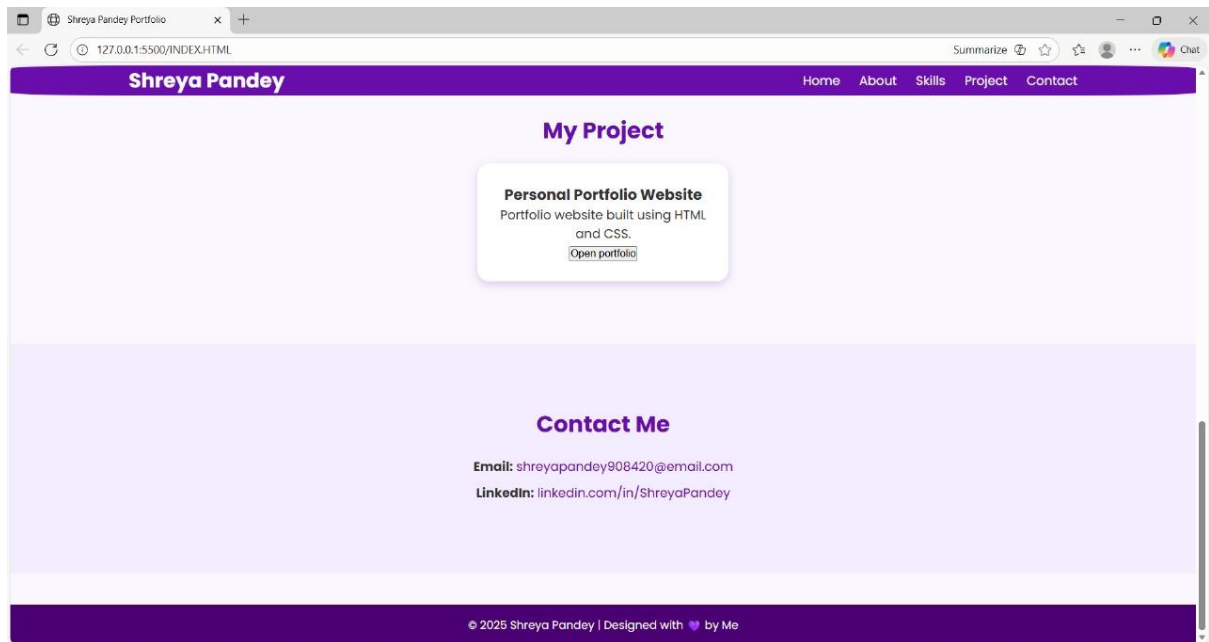 Shreya Pandey Portfolio
127.0.0.1:5500/INDEX.HTML
Summarize
Chat
Shreya Pandey
Home About Skills Project Contact
My Project
Personal Portfolio Website
Portfolio website built using HTML
and CSS.
Open portfolio
Contact Me
Email: shreyapandey908420@email.com
LinkedIn: linkedin.com/in/ShreyaPandey
© 2025 Shreya Pandey | Designed with 💜 by Me